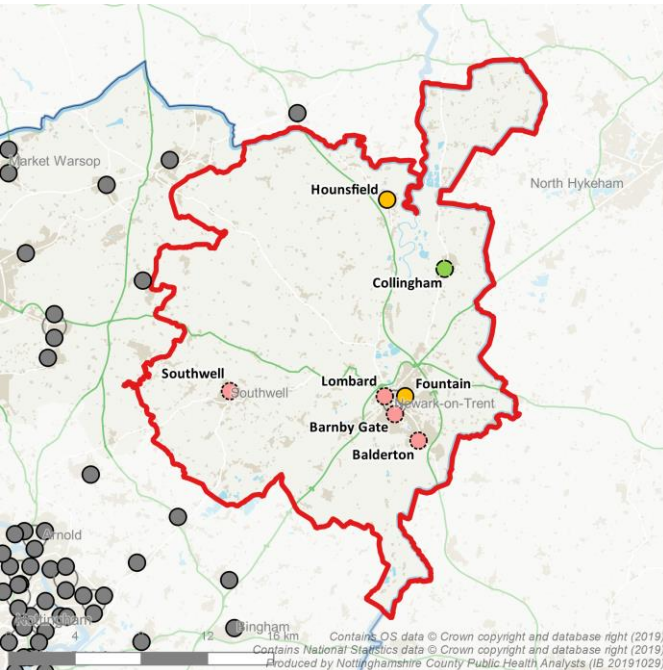 Market Warsop
North Hykeham
Hounsfield
Collingham
Southwell
Southwell
Lombard
Fountain
Newark-on-Trent
Barnby Gate
Balderton
Arnold
Nottingham
Bingham
4
12
16 km
Contains OS data © Crown copyright and database right (2019)
Contains National Statistics data © Crown copyright and database right (2019)
Produced by Nottinghamshire County Public Health Analysts (IB 20191029)